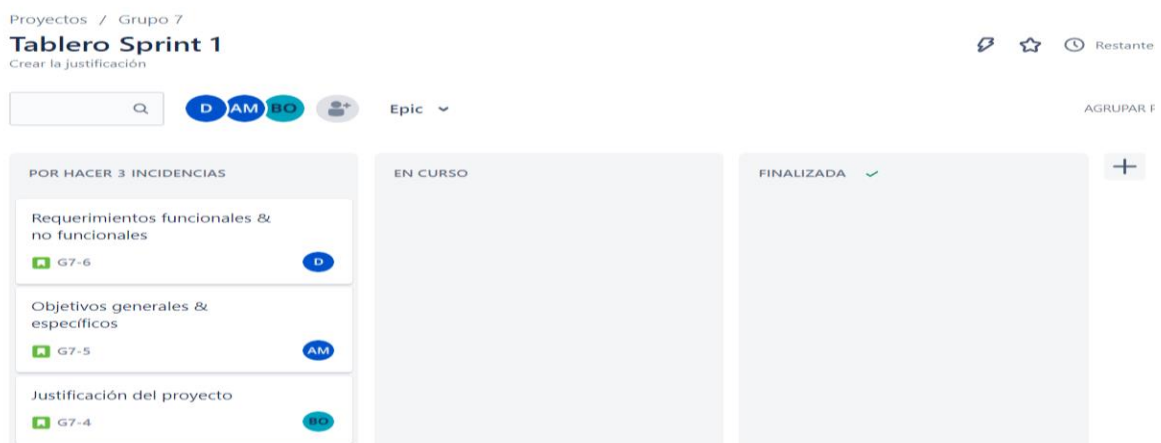 Proyectos / Grupo 7
Tablero Sprint 1
Crear la justificación
Restante
D AM BO
Epic
AGRUPAR P
POR HACER 3 INCIDENCIAS
Requerimientos funcionales &
no funcionales
G7-6
D
Objetivos generales &
específicos
G7-5
AM
Justificación del proyecto
G7-4
BO
EN CURSO
FINALIZADA